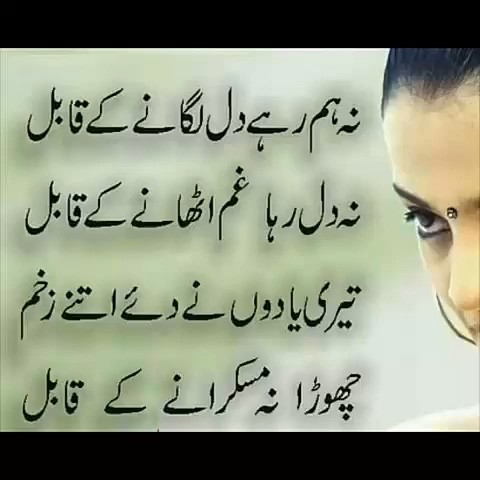 نہ ہم رہے دل لگانے کے قابل
نہ دل رہا غم اٹھانے کے قابل
تیری یادوں نے دئے اتنے زخم
چھوڑا نہ مسکرانے کے قابل